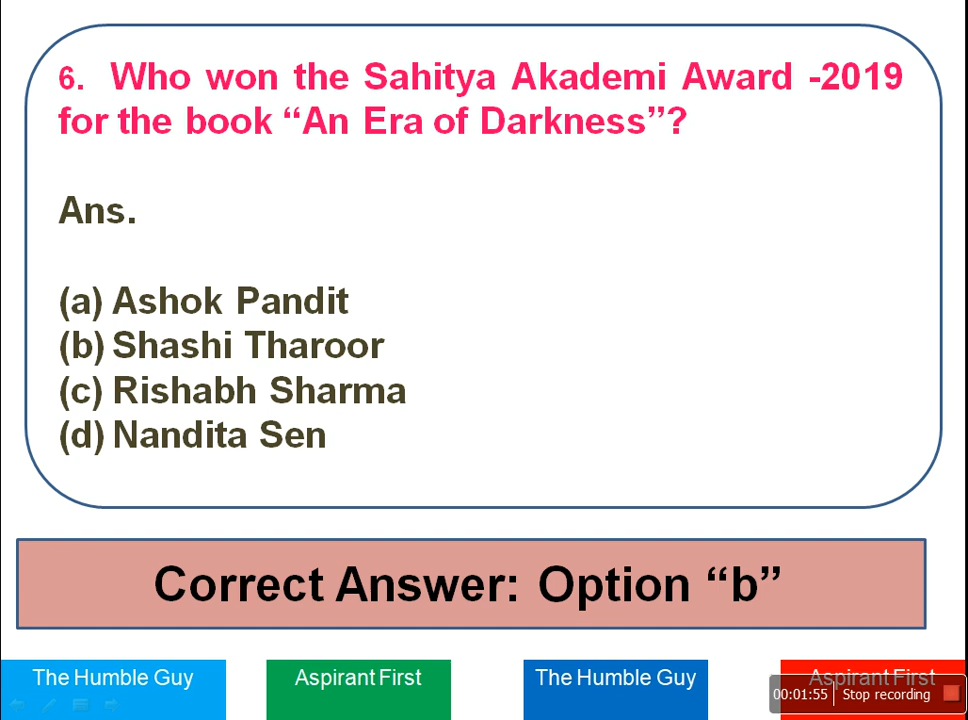 6. Who won the Sahitya Akademi Award -2019
for the book “An Era of Darkness”?
Ans.
(a) Ashok Pandit
(b) Shashi Tharoor
(c) Rishabh Sharma
(d) Nandita Sen
Correct Answer: Option “b”
The Humble Guy
Aspirant First
The Humble Guy
Aspirant First
00:01:55 Stop recording